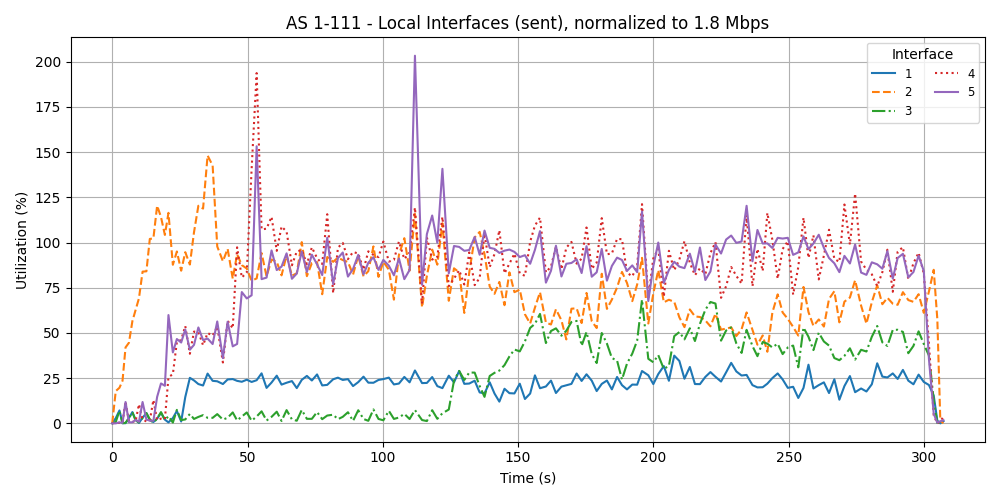 AS 1-111 - Local Interfaces (sent), normalized to 1.8 Mbps
Interface
1 4
2 5
3
200
175
150
125
100
75
50
25
0
Utilization (%)
0 50 100 150 200 250 300
Time (s)